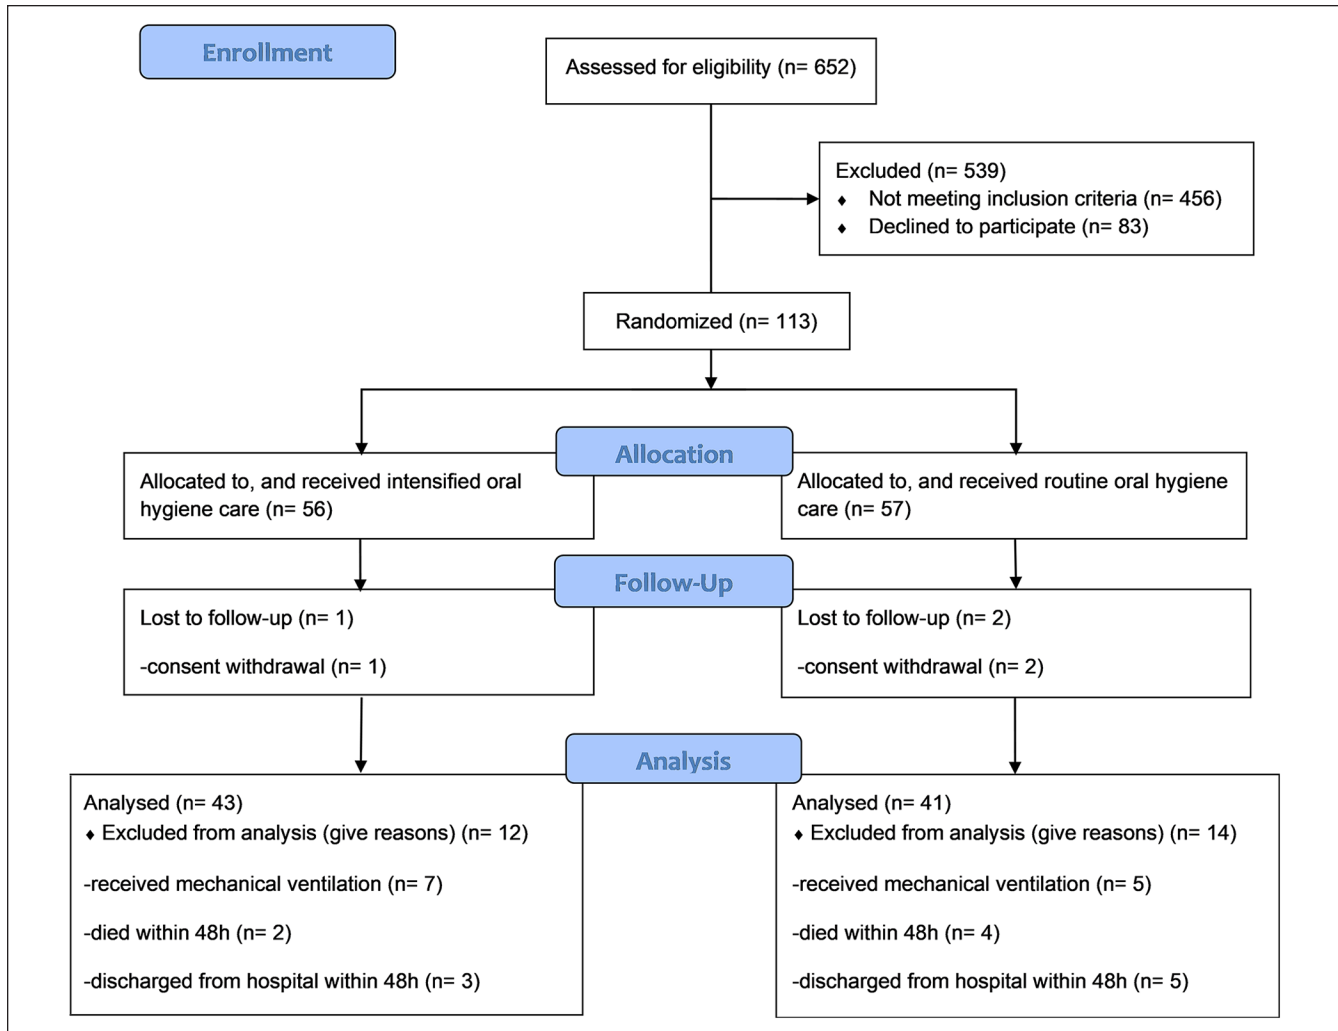 Enrollment
Assessed for eligibility (n= 652)
Excluded (n= 539)
♦ Not meeting inclusion criteria (n= 456)
♦ Declined to participate (n= 83)
Randomized (n= 113)
Allocation
Allocated to, and received intensified oral
hygiene care (n= 56)
Allocated to, and received routine oral hygiene
care (n= 57)
Follow-Up
Lost to follow-up (n= 1)
-consent withdrawal (n= 1)
Lost to follow-up (n= 2)
-consent withdrawal (n= 2)
Analysis
Analysed (n= 43)
♦ Excluded from analysis (give reasons) (n= 12)
-received mechanical ventilation (n= 7)
-died within 48h (n= 2)
-discharged from hospital within 48h (n= 3)
Analysed (n= 41)
♦ Excluded from analysis (give reasons) (n= 14)
-received mechanical ventilation (n= 5)
-died within 48h (n= 4)
-discharged from hospital within 48h (n= 5)